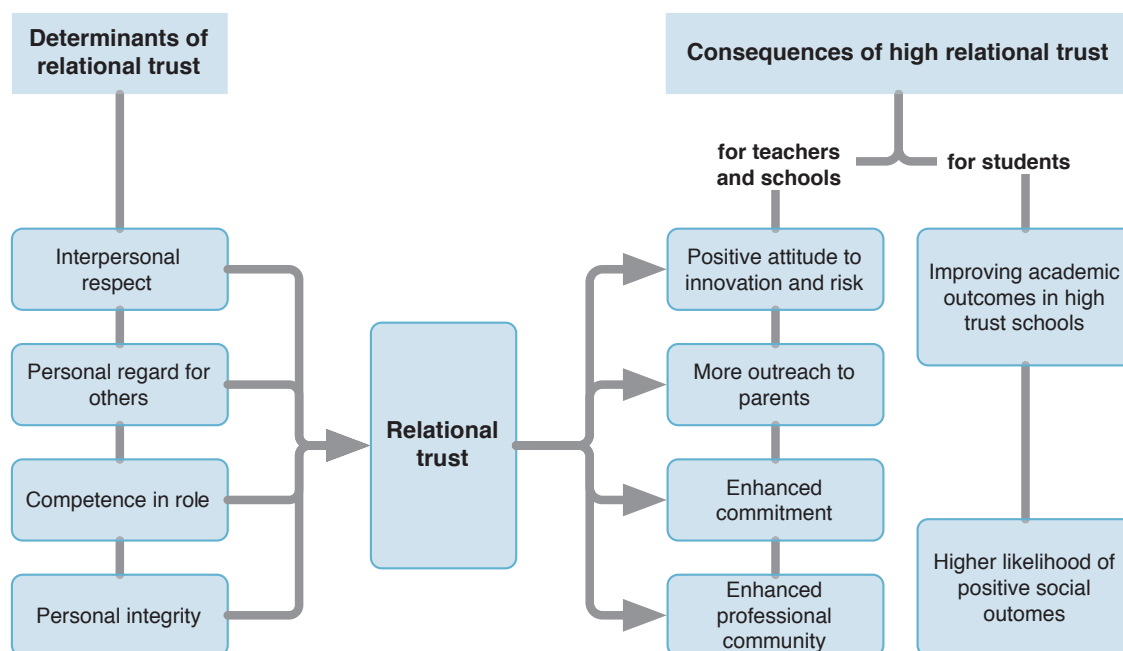 Determinants of
relational trust
Consequences of high relational trust
for teachers
and schools
for students
Interpersonal
respect
Personal regard for
others
Competence in role
Personal integrity
Relational
trust
Positive attitude to
innovation and risk
More outreach to
parents
Enhanced
commitment
Enhanced
professional
community
Improving academic
outcomes in high
trust schools
Higher likelihood of
positive social
outcomes